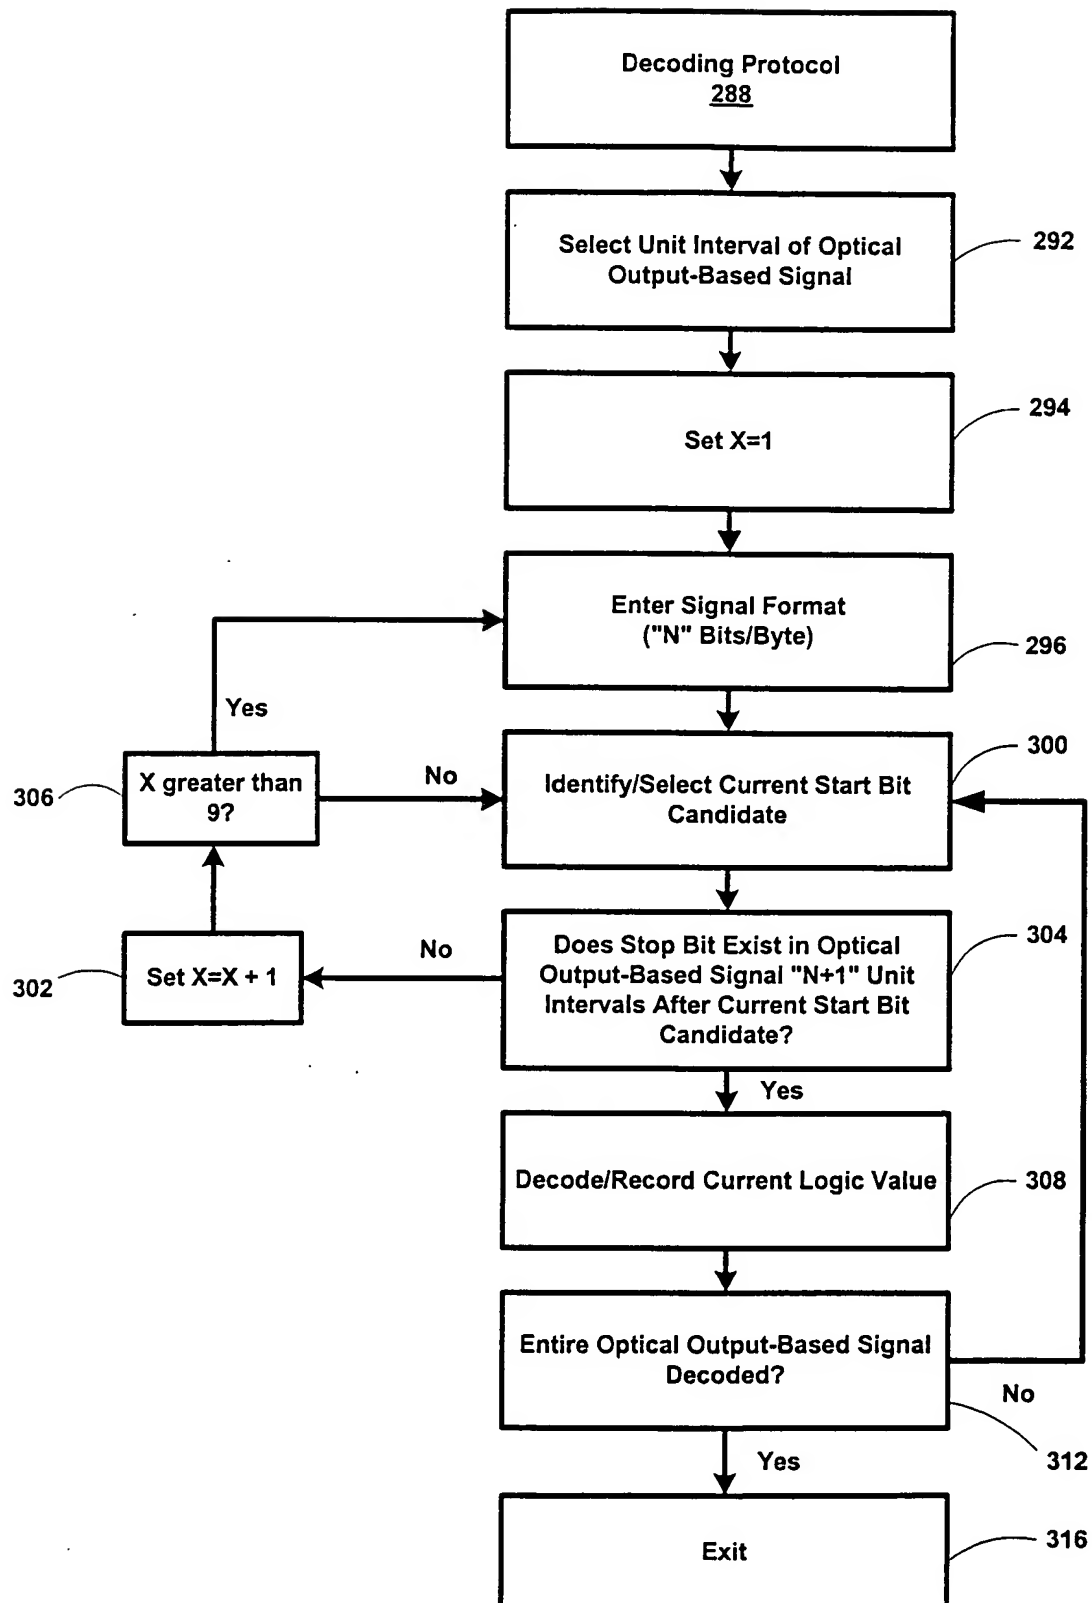 Decoding Protocol
288
Select Unit Interval of Optical
Output-Based Signal
292
Set X=1
294
Enter Signal Format
("N" Bits/Byte)
296
Yes
X greater than
9?
306
No
Identify/Select Current Start Bit
Candidate
300
Does Stop Bit Exist in Optical
Output-Based Signal "N+1" Unit
Intervals After Current Start Bit
Candidate?
304
No
Set X=X + 1
302
Yes
Decode/Record Current Logic Value
308
Entire Optical Output-Based Signal
Decoded?
No
312
Yes
Exit
316